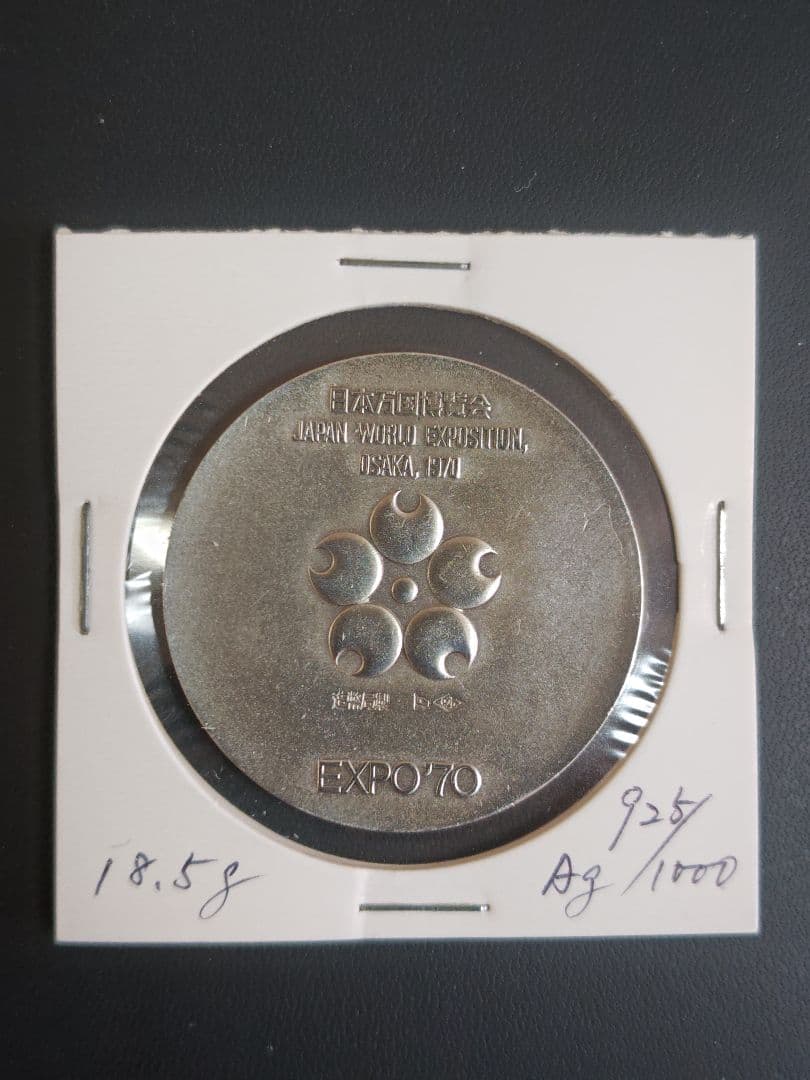 日本万国博覧会
JAPAN WORLD EXPOSITION,
OSAKA, 1970
造幣局製
EXPO'70
18.5g
925/1000
Ag